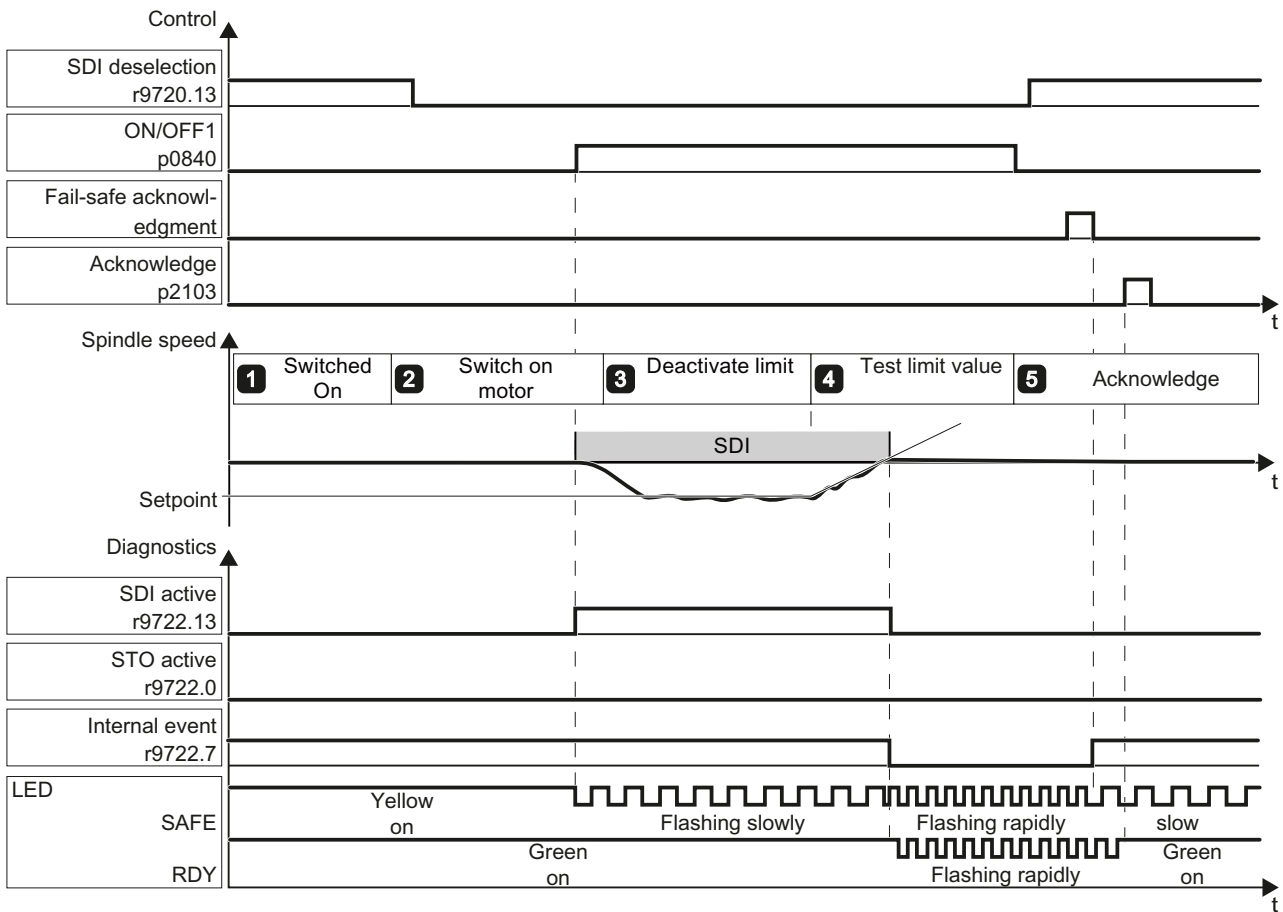 Control
SDI deselection
r9720.13
ON/OFF1
p0840
Fail-safe acknowl-
edgment
Acknowledge
p2103
t
Spindle speed
1 Switched
On
2 Switch on
motor
3 Deactivate limit
4 Test limit value
5 Acknowledge
SDI
t
Setpoint
Diagnostics
SDI active
r9722.13
STO active
r9722.0
Internal event
r9722.7
LED
SAFE
Yellow
on
Flashing slowly
Flashing rapidly
slow
RDY
Green
on
Flashing rapidly
Green
on
t